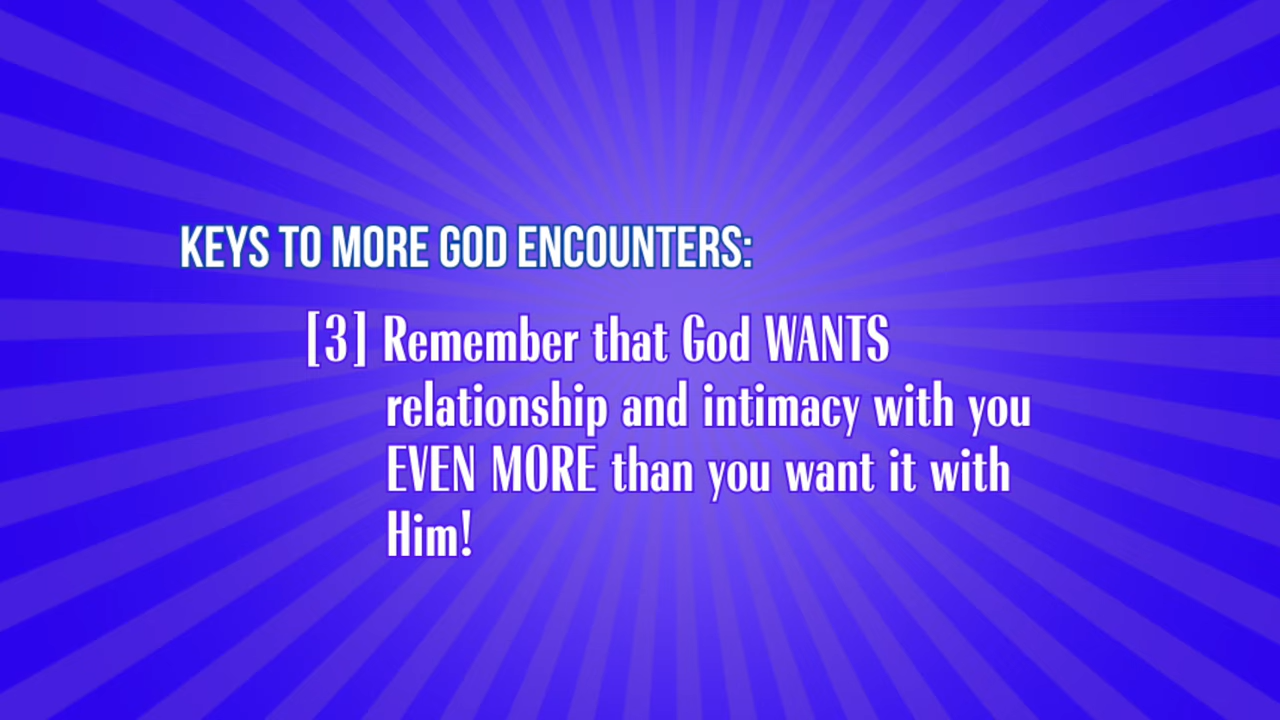 KEYS TO MORE GOD ENCOUNTERS:
[3] Remember that God WANTS
relationship and intimacy with you
EVEN MORE than you want it with
Him!